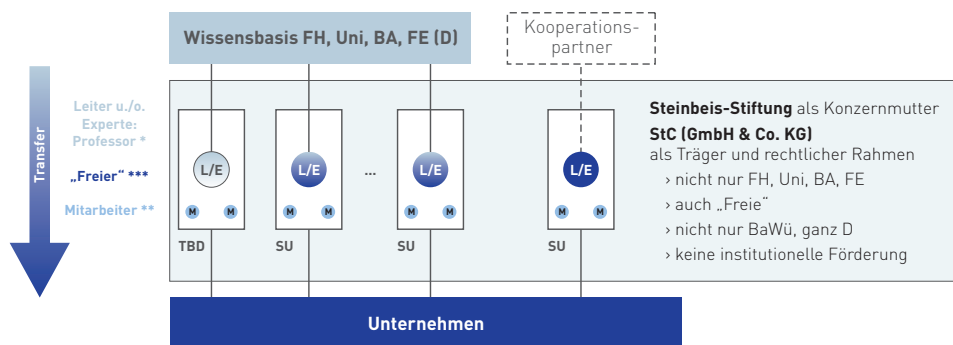 Wissensbasis FH, Uni, BA, FE (D)
Kooperations-
partner
Transfer
Leiter u./o.
Experte:
Professor *
„Freier“ ***
Mitarbeiter **
L/E
L/E
...
L/E
L/E
M
M
M
M
M
M
M
M
TBD
SU
SU
SU
Steinbeis-Stiftung als Konzernmutter
StC (GmbH & Co. KG)
als Träger und rechtlicher Rahmen
› nicht nur FH, Uni, BA, FE
› auch „Freie“
› nicht nur BaWü, ganz D
› keine institutionelle Förderung
Unternehmen